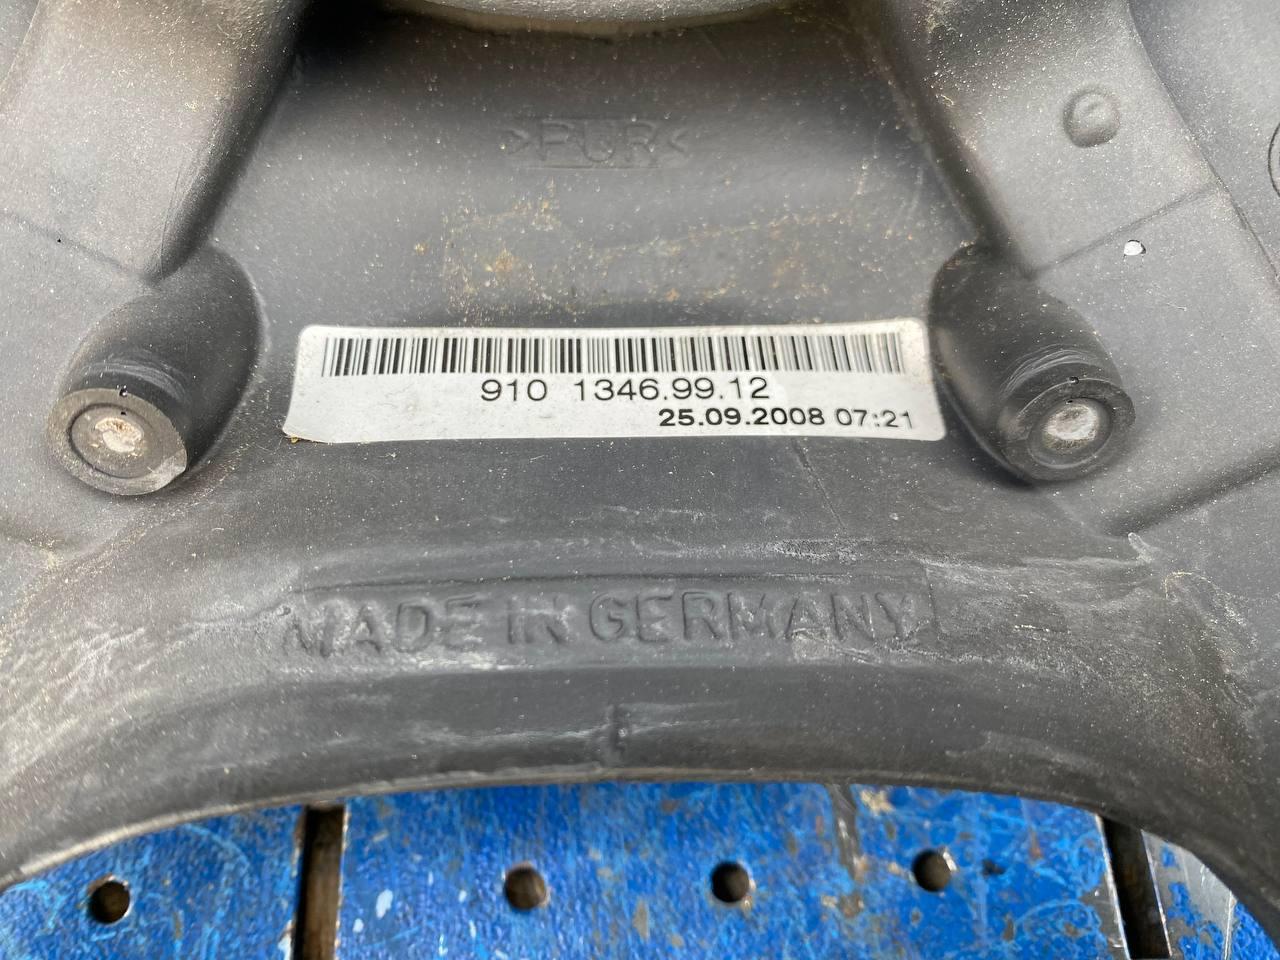 >PUR<
910 1346.99.12
25.09.2008 07:21
MADE IN GERMANY